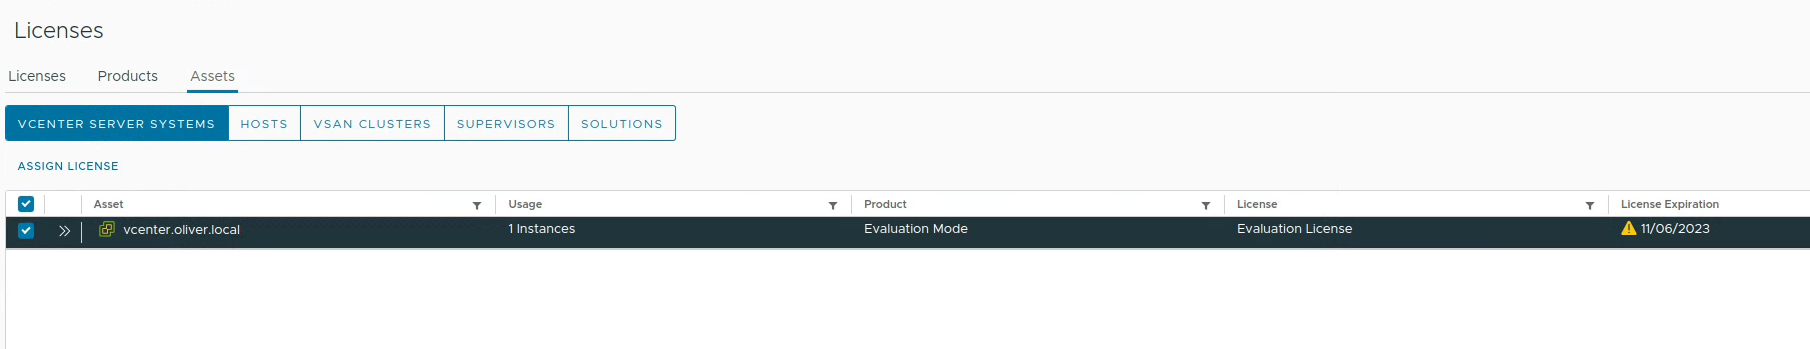 Licenses
Licenses Products Assets
VCENTER SERVER SYSTEMS HOSTS VSAN CLUSTERS SUPERVISORS SOLUTIONS
ASSIGN LICENSE
Asset Usage Product License License Expiration
vcenter.oliver.local 1 Instances Evaluation Mode Evaluation License 11/06/2023